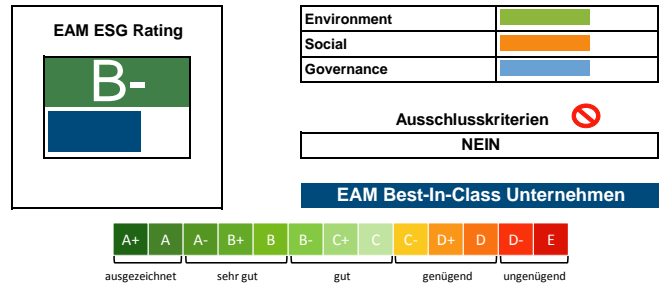 EAM ESG Rating
B-
Environment
Social
Governance
Ausschlusskriterien
NEIN
EAM Best-In-Class Unternehmen
A+ A A- B+ B B- C+ C C- D+ D D- E
ausgezeichnet sehr gut gut genügend ungenügend